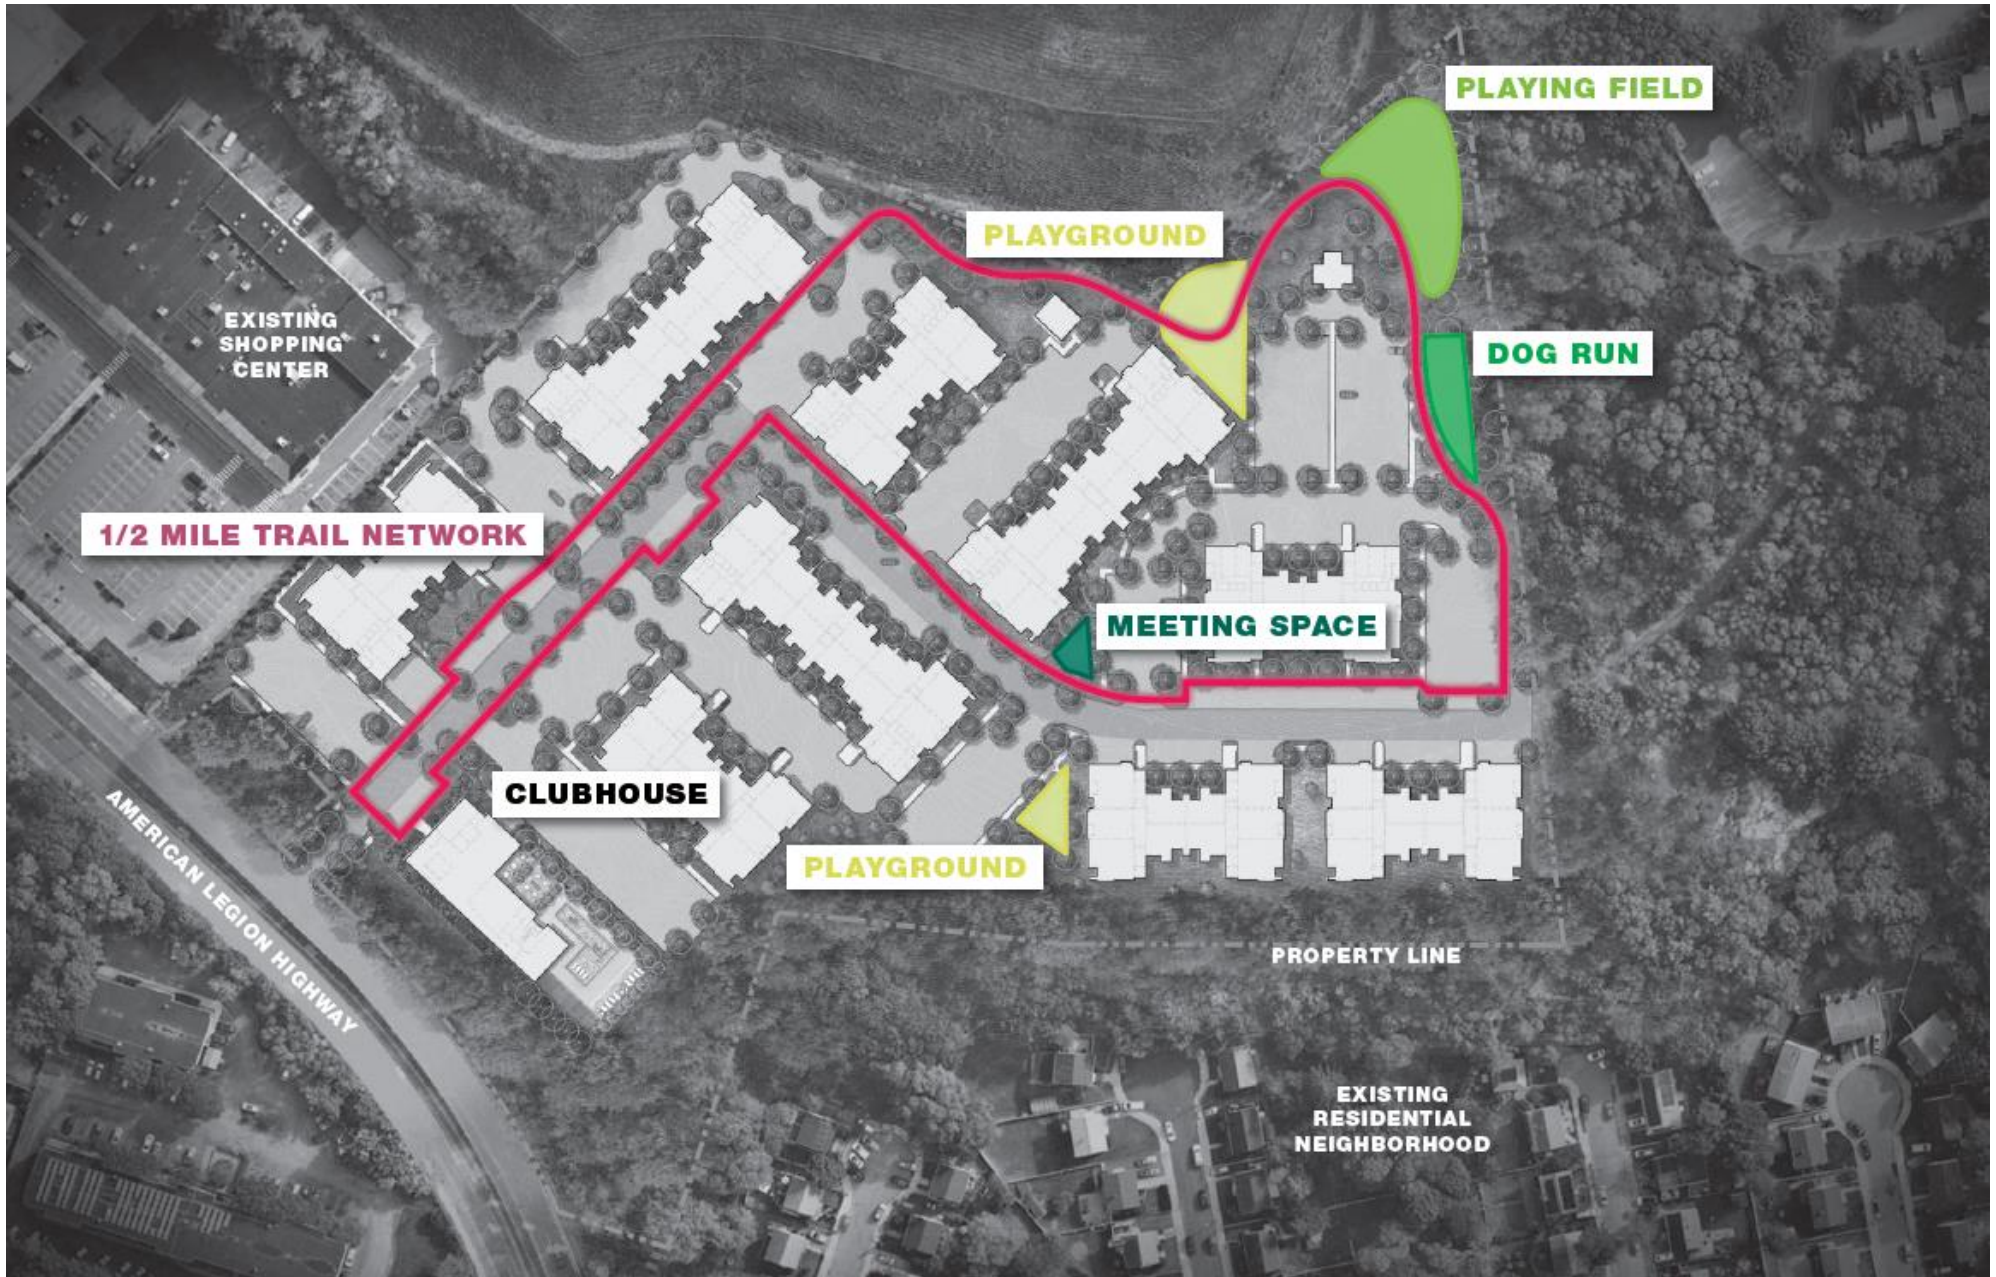 PLAYING FIELD
PLAYGROUND
EXISTING
SHOPPING
CENTER
DOG RUN
1/2 MILE TRAIL NETWORK
MEETING SPACE
CLUBHOUSE
AMERICAN LEGION HIGHWAY
PLAYGROUND
PROPERTY LINE
EXISTING
RESIDENTIAL
NEIGHBORHOOD